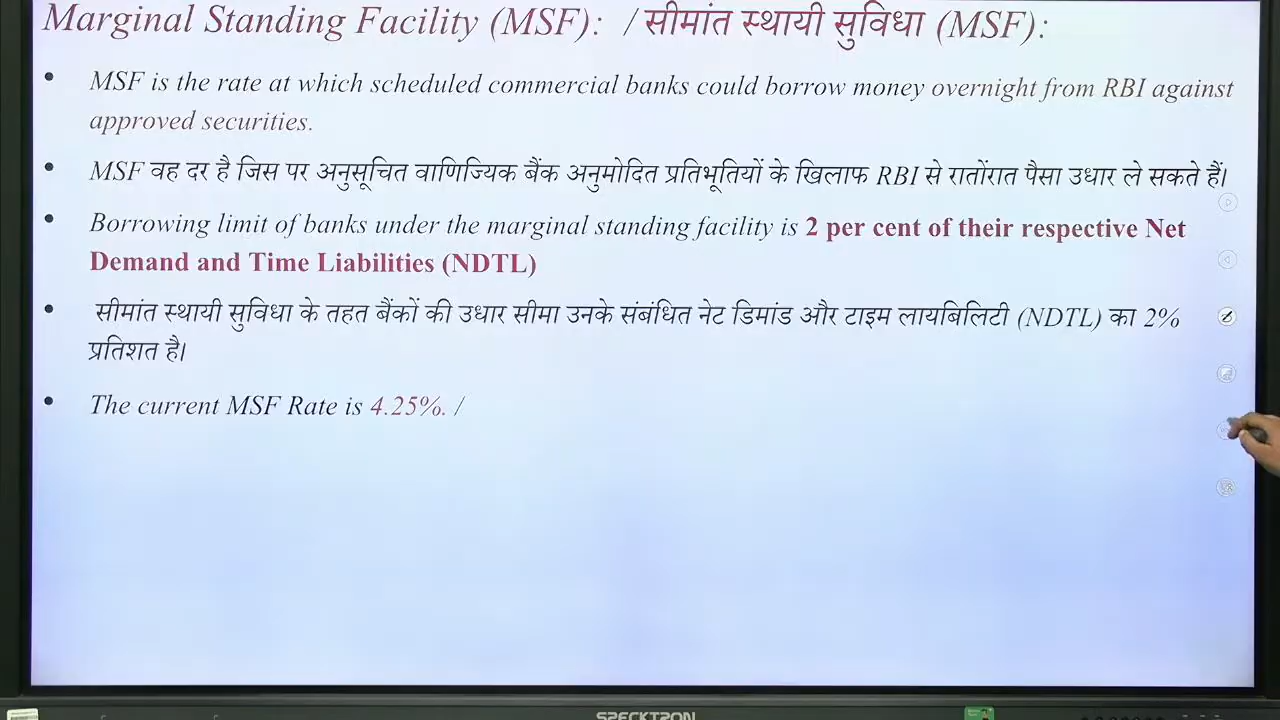 Marginal Standing Facility (MSF): / सीमांत स्थायी सुविधा (MSF):
• MSF is the rate at which scheduled commercial banks could borrow money overnight from RBI against
approved securities.
• MSF वह दर है जिस पर अनुसूचित वाणिज्यिक बैंक अनुमोदित प्रतिभूतियों के खिलाफ RBI से रातोंरात पैसा उधार ले सकते हैं।
• Borrowing limit of banks under the marginal standing facility is 2 per cent of their respective Net
Demand and Time Liabilities (NDTL)
• सीमांत स्थायी सुविधा के तहत बैंकों की उधार सीमा उनके संबंधित नेट डिमांड और टाइम लायबिलिटी (NDTL) का 2%
प्रतिशत है।
• The current MSF Rate is 4.25%. /
SPECKTRON